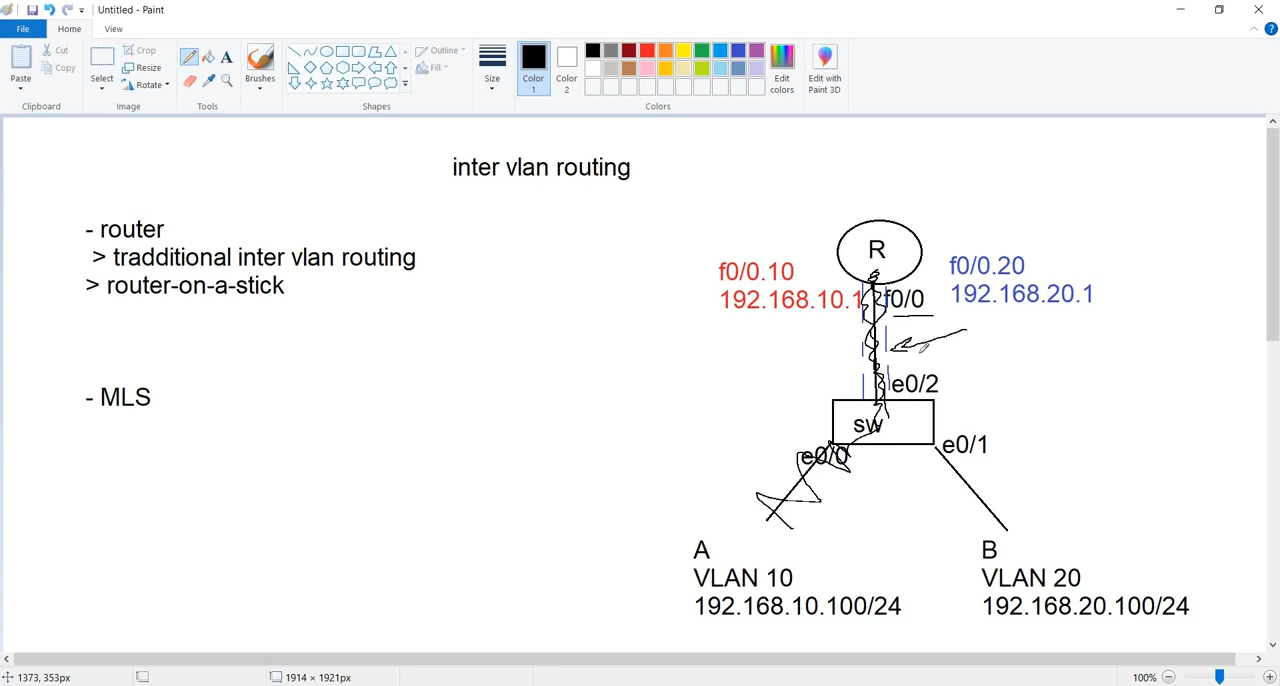 Untitled - Paint
File
Home
View
Paste
Cut
Copy
Clipboard
Select
Crop
Resize
Rotate
Image
Tools
Brushes
Shapes
Outline
Fill
Size
Color
1
Color
2
Edit
colors
Colors
Edit with
Paint 3D
inter vlan routing
- router
> tradditional inter vlan routing
> router-on-a-stick
- MLS
R
f0/0.10
192.168.10.1
f0/0.20
192.168.20.1
f0/0
e0/2
sw
e0/0
e0/1
A
VLAN 10
192.168.10.100/24
B
VLAN 20
192.168.20.100/24
1373, 353px
1914 × 1921px
100%